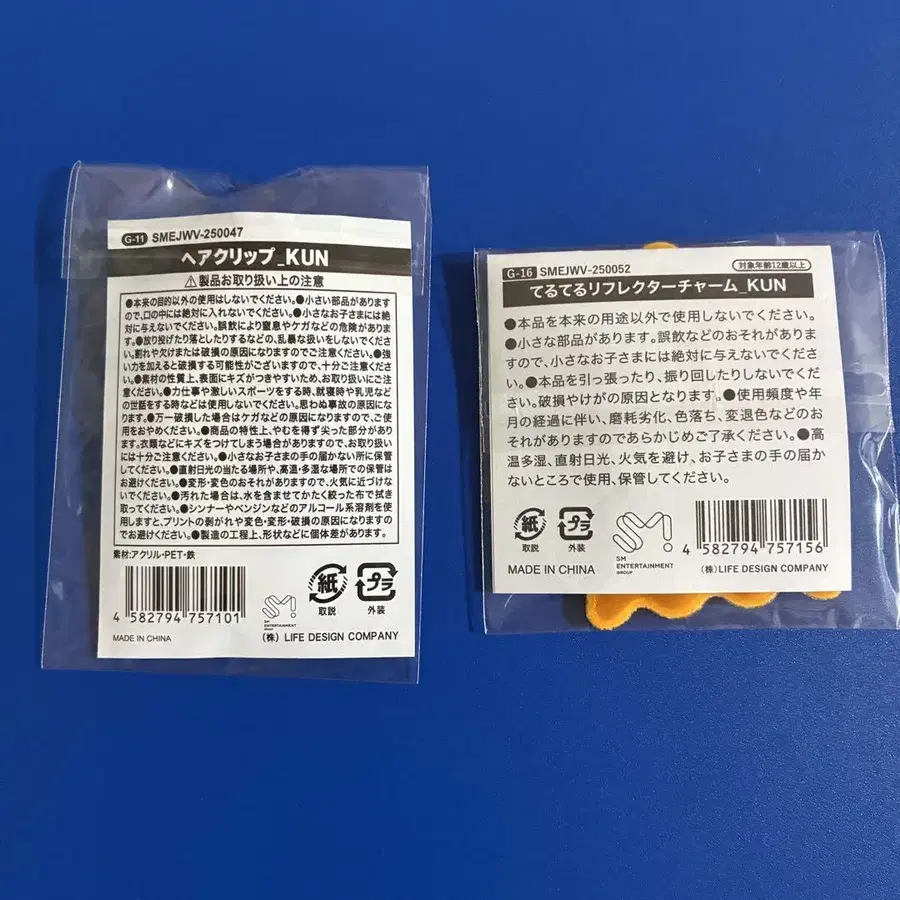 G-11 SMEJWV-250047
ヘアクリップ_KUN
⚠製品お取り扱い上の注意
●本来の目的以外の使用はしないでください。●小さい部品があります
ので、口の中には絶対に入れないでください。●小さなお子さまには絶
対に与えないでください。誤飲により窒息やケガなどの危険がありま
す。●放り投げたり落としたりするなどの、乱暴な扱いをしないでくださ
い。割れや欠けまたは破損の原因になりますのでご注意ください。●強
い力を加えると破損する可能性がございますので、十分ご注意くださ
い。●素材の性質上、表面にキズがつきやすいため、お取り扱いにご注
意ください。●力仕事や激しいスポーツをする時、就寝時や乳児など
の世話をする時などは使用しないでください。思わぬ事故の原因にな
ります。●万一破損した場合はケガなどの原因になりますので、ご使
用をおやめください。●商品の特性上、やむを得ず尖った部分があり
ます。衣類などにキズをつけてしまう場合がありますので、お取り扱い
には十分ご注意ください。●小さなお子さまの手の届かない所に保管
してください。●直射日光の当たる場所や、高温・多湿な場所での保管は
お避けください。●変形・変色のおそれがありますので、火気に近づけな
いでください。●汚れた場合は、水を含ませてかたく絞った布で拭き
取ってください。●シンナーやベンジンなどのアルコール系溶剤を使
用しますと、プリントの剥がれや変色・変形・破損の原因になりますの
でお避けください。●製造の工程上、形状などに個体差があります。
素材:アクリル・PET・鉄
4 582794 757101
紙
取説
プラ
外装
SM
ENTERTAINMENT
GROUP
MADE IN CHINA
(株) LIFE DESIGN COMPANY
G-16 SMEJWV-250052
対象年齢12歳以上
てるてるリフレクターチャーム_KUN
●本品を本来の用途以外で使用しないでください。
●小さな部品があります。誤飲などのおそれがありま
すので、小さなお子さまには絶対に与えないでくださ
い。●本品を引っ張ったり、振り回したりしないでくださ
い。破損やけがの原因となります。●使用頻度や年
月の経過に伴い、磨耗劣化、色落ち、変退色などのお
それがありますのであらかじめご了承ください。●高
温多湿、直射日光、火気を避け、お子さまの手の届か
ないところで使用、保管してください。
紙
取説
プラ
外装
SM
ENTERTAINMENT
GROUP
4 582794 757156
MADE IN CHINA
(株)LIFE DESIGN COMPANY